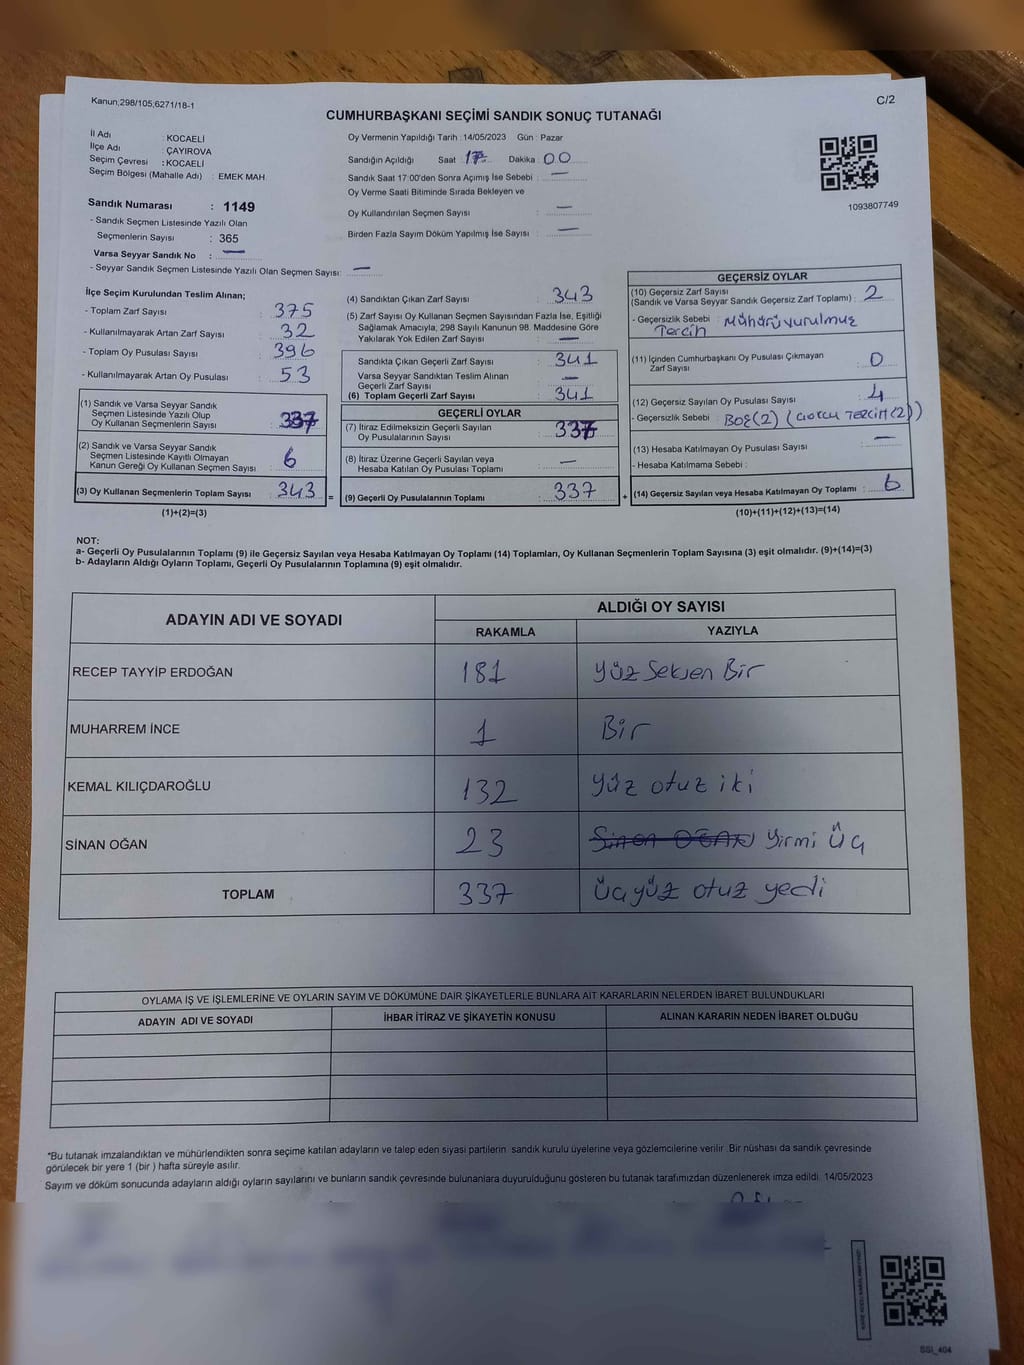 Kanun;298/105,6271/18-1
C/2
CUMHURBAŞKANI SEÇİMİ SANDIK SONUÇ TUTANAĞI
İl Adı : KOCAELİ
İlçe Adı : ÇAYIROVA
Seçim Çevresi : KOCAELİ
Seçim Bölgesi (Mahalle Adı) : EMEK MAH.
Sandık Numarası : 1149
- Sandık Seçmen Listesinde Yazılı Olan
Seçmenlerin Sayısı : 365
Varsa Seyyar Sandık No : —
- Seyyar Sandık Seçmen Listesinde Yazılı Olan Seçmen Sayısı: —
Oy Vermenin Yapıldığı Tarih :14/05/2023 Gün : Pazar
Sandığın Açıldığı Saat 17 Dakika : 00
Sandık Saat 17:00'den Sonra Açımış İse Sebebi : —
Oy Verme Saati Bitiminde Sırada Bekleyen ve
Oy Kullandırılan Seçmen Sayısı : —
Birden Fazla Sayım Döküm Yapılmış İse Sayısı : —
1093807749
İlçe Seçim Kurulundan Teslim Alınan;
- Toplam Zarf Sayısı : 375
- Kullanılmayarak Artan Zarf Sayısı : 32
- Toplam Oy Pusulası Sayısı : 396
- Kullanılmayarak Artan Oy Pusulası : 53
(1) Sandık ve Varsa Seyyar Sandık
Seçmen Listesinde Yazılı Olup
Oy Kullanan Seçmenlerin Sayısı : 337
(2) Sandık ve Varsa Seyyar Sandık
Seçmen Listesinde Kayıtlı Olmayan
Kanun Gereği Oy Kullanan Seçmen Sayısı : 6
(3) Oy Kullanan Seçmenlerin Toplam Sayısı : 343
=
(1)+(2)=(3)
(4) Sandıktan Çıkan Zarf Sayısı : 343
(5) Zarf Sayısı Oy Kullanan Seçmen Sayısından Fazla İse, Eşitliği
Sağlamak Amacıyla, 298 Sayılı Kanunun 98. Maddesine Göre
Yakılarak Yok Edilen Zarf Sayısı : —
Sandıkta Çıkan Geçerli Zarf Sayısı : 341
Varsa Seyyar Sandıktan Teslim Alınan
Geçerli Zarf Sayısı : —
(6) Toplam Geçerli Zarf Sayısı : 341
GEÇERLİ OYLAR
(7) İtiraz Edilmeksizin Geçerli Sayılan
Oy Pusulalarının Sayısı : 337
(8) İtiraz Üzerine Geçerli Sayılan veya
Hesaba Katılan Oy Pusulası Toplamı : —
(9) Geçerli Oy Pusulalarının Toplamı : 337
+
GEÇERSİZ OYLAR
(10) Geçersiz Zarf Sayısı
(Sandık ve Varsa Seyyar Sandık Geçersiz Zarf Toplamı) : 2
- Geçersizlik Sebebi : Mühürü vurulmuş
Tercih
(11) İçinden Cumhurbaşkanı Oy Pusulası Çıkmayan
Zarf Sayısı : 0
(12) Geçersiz Sayılan Oy Pusulası Sayısı : 4
- Geçersizlik Sebebi : BOŞ(2) (ÇOKLU TERCİH(2))
(13) Hesaba Katılmayan Oy Pusulası Sayısı : —
- Hesaba Katılmama Sebebi :
(14) Geçersiz Sayılan veya Hesaba Katılmayan Oy Toplamı : 6
(10)+(11)+(12)+(13)=(14)
NOT:
a- Geçerli Oy Pusulalarının Toplamı (9) ile Geçersiz Sayılan veya Hesaba Katılmayan Oy Toplamı (14) Toplamları, Oy Kullanan Seçmenlerin Toplam Sayısına (3) eşit olmalıdır. (9)+(14)=(3)
b- Adayların Aldığı Oyların Toplamı, Geçerli Oy Pusulalarının Toplamına (9) eşit olmalıdır.
ADAYIN ADI VE SOYADI
ALDIĞI OY SAYISI
RAKAMLA YAZIYLA
RECEP TAYYİP ERDOĞAN 181 Yüz Seksen Bir
MUHARREM İNCE 1 Bir
KEMAL KILIÇDAROĞLU 132 Yüz otuz iki
SİNAN OĞAN 23 Sinan OĞAN Yirmi Üç
TOPLAM 337 Üçyüz otuz yedi
OYLAMA İŞ VE İŞLEMLERİNE VE OYLARIN SAYIM VE DÖKÜMÜNE DAİR ŞİKAYETLERLE BUNLARA AİT KARARLARIN NELERDEN İBARET BULUNDUKLARI
ADAYIN ADI VE SOYADI İHBAR İTİRAZ VE ŞİKAYETİN KONUSU ALINAN KARARIN NEDEN İBARET OLDUĞU
*Bu tutanak imzalandıktan ve mühürlendikten sonra seçime katılan adayların ve talep eden siyasi partilerin sandık kurulu üyelerine veya gözlemcilerine verilir. Bir nüshası da sandık çevresinde
görülecek bir yere 1 (bir ) hafta süreyle asılır.
Sayım ve döküm sonucunda adayların aldığı oyların sayılarını ve bunların sandık çevresinde bulunanlara duyurulduğunu gösteren bu tutanak tarafımızdan düzenlenerek imza edildi. 14/05/2023
SSI_404